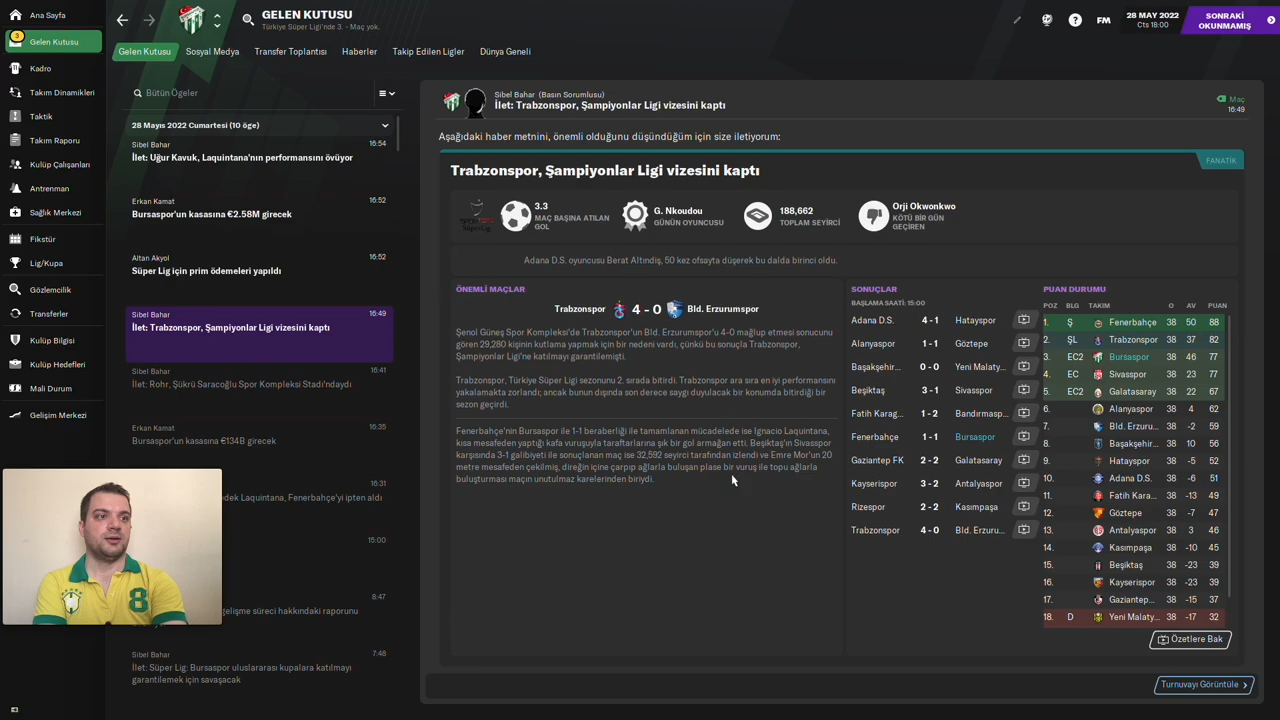 Ana Sayfa
3
Gelen Kutusu
Kadro
Takım Dinamikleri
Taktik
Takım Raporu
Kulüp Çalışanları
Antrenman
Sağlık Merkezi
Fikstür
Lig/Kupa
Gözlemcilik
Transferler
Kulüp Bilgisi
Kulüp Hedefleri
Mali Durum
Gelişim Merkezi
GELEN KUTUSU
Türkiye Süper Ligi'nde 3. - Maç yok.
FM
28 MAY 2022
Cts 18:00
SONRAKİ
OKUNMAMIŞ
Gelen Kutusu
Sosyal Medya
Transfer Toplantısı
Haberler
Takip Edilen Ligler
Dünya Geneli
Bütün Ögeler
28 Mayıs 2022 Cumartesi (10 öge)
Sibel Bahar 16:54
İlet: Uğur Kavuk, Laquintana'nın performansını övüyor
Erkan Kamat 16:52
Bursaspor'un kasasına €2.58M girecek
Altan Akyol 16:52
Süper Lig için prim ödemeleri yapıldı
Sibel Bahar 16:49
İlet: Trabzonspor, Şampiyonlar Ligi vizesini kaptı
Sibel Bahar 16:41
İlet: Rohr, Şükrü Saracoğlu Spor Kompleksi Stadı'ndaydı
Erkan Kamat 16:35
Bursaspor'un kasasına €134B girecek
16:31
Laquintana, Fenerbahçe'yi ipten aldı
15:00
8:47
gelişme süreci hakkındaki raporunu
Sibel Bahar 7:48
İlet: Süper Lig: Bursaspor uluslararası kupalara katılmayı
garantilemek için savaşacak
Sibel Bahar (Basın Sorumlusu)
İlet: Trabzonspor, Şampiyonlar Ligi vizesini kaptı
Maç
16:49
Aşağıdaki haber metnini, önemli olduğunu düşündüğüm için size iletiyorum:
FANATİK
Trabzonspor, Şampiyonlar Ligi vizesini kaptı
SüperLig
3.3
MAÇ BAŞINA ATILAN
GOL
G. Nkoudou
GÜNÜN OYUNCUSU
188,662
TOPLAM SEYİRCİ
Orji Okwonkwo
KÖTÜ BİR GÜN
GEÇİREN
Adana D.S. oyuncusu Berat Altındiş, 50 kez ofsayta düşerek bu dalda birinci oldu.
ÖNEMLİ MAÇLAR
Trabzonspor 4 - 0 Bld. Erzurumspor
Şenol Güneş Spor Kompleksi'de Trabzonspor'un Bld. Erzurumspor'u 4-0 mağlup etmesi sonucunu
gören 29,280 kişinin kutlama yapmak için bir nedeni vardı, çünkü bu sonuçla Trabzonspor,
Şampiyonlar Ligi'ne katılmayı garantilemişti.
Trabzonspor, Türkiye Süper Ligi sezonunu 2. sırada bitirdi. Trabzonspor ara sıra en iyi performansını
yakalamakta zorlandı; ancak bunun dışında son derece saygı duyulacak bir konumda bitirdiği bir
sezon geçirdi.
Fenerbahçe'nin Bursaspor ile 1-1 beraberliği ile tamamlanan mücadelede ise Ignacio Laquintana,
kısa mesafeden yaptığı kafa vuruşuyla taraftarlarına şık bir gol armağan etti. Beşiktaş'ın Sivasspor
karşısında 3-1 galibiyeti ile sonuçlanan maç ise 32,592 seyirci tarafından izlendi ve Emre Mor'un 20
metre mesafeden çekilmiş, direğin içine çarpıp ağlarla buluşan plase bir vuruş ile topu ağlarla
buluşturması maçın unutulmaz karelerinden biriydi.
SONUÇLAR
BAŞLAMA SAATİ: 15:00
Adana D.S. 4 - 1 Hatayspor
Alanyaspor 1 - 1 Göztepe
Başakşehir... 0 - 0 Yeni Malaty...
Beşiktaş 3 - 1 Sivasspor
Fatih Karag... 1 - 2 Bandırmasp...
Fenerbahçe 1 - 1 Bursaspor
Gaziantep FK 2 - 2 Galatasaray
Kayserispor 3 - 2 Antalyaspor
Rizespor 2 - 2 Kasımpaşa
Trabzonspor 4 - 0 Bld. Erzuru...
PUAN DURUMU
POZ BLG TAKIM O AV PUAN
1. Ş Fenerbahçe 38 50 88
2. ŞL Trabzonspor 38 37 82
3. EC2 Bursaspor 38 46 77
4. EC Sivasspor 38 23 77
5. EC2 Galatasaray 38 22 67
6. Alanyaspor 38 4 62
7. Bld. Erzuru... 38 -2 59
8. Başakşehir 38 10 56
9. Hatayspor 38 -5 52
10. Adana D.S. 38 -6 51
11. Fatih Kara... 38 -13 49
12. Göztepe 38 -7 47
13. Antalyaspor 38 3 46
14. Kasımpaşa 38 -10 45
15. Beşiktaş 38 -23 39
16. Kayserispor 38 -23 39
17. Gaziantep... 38 -15 37
18. D Yeni Malaty... 38 -17 32
Özetlere Bak
Turnuvayı Görüntüle